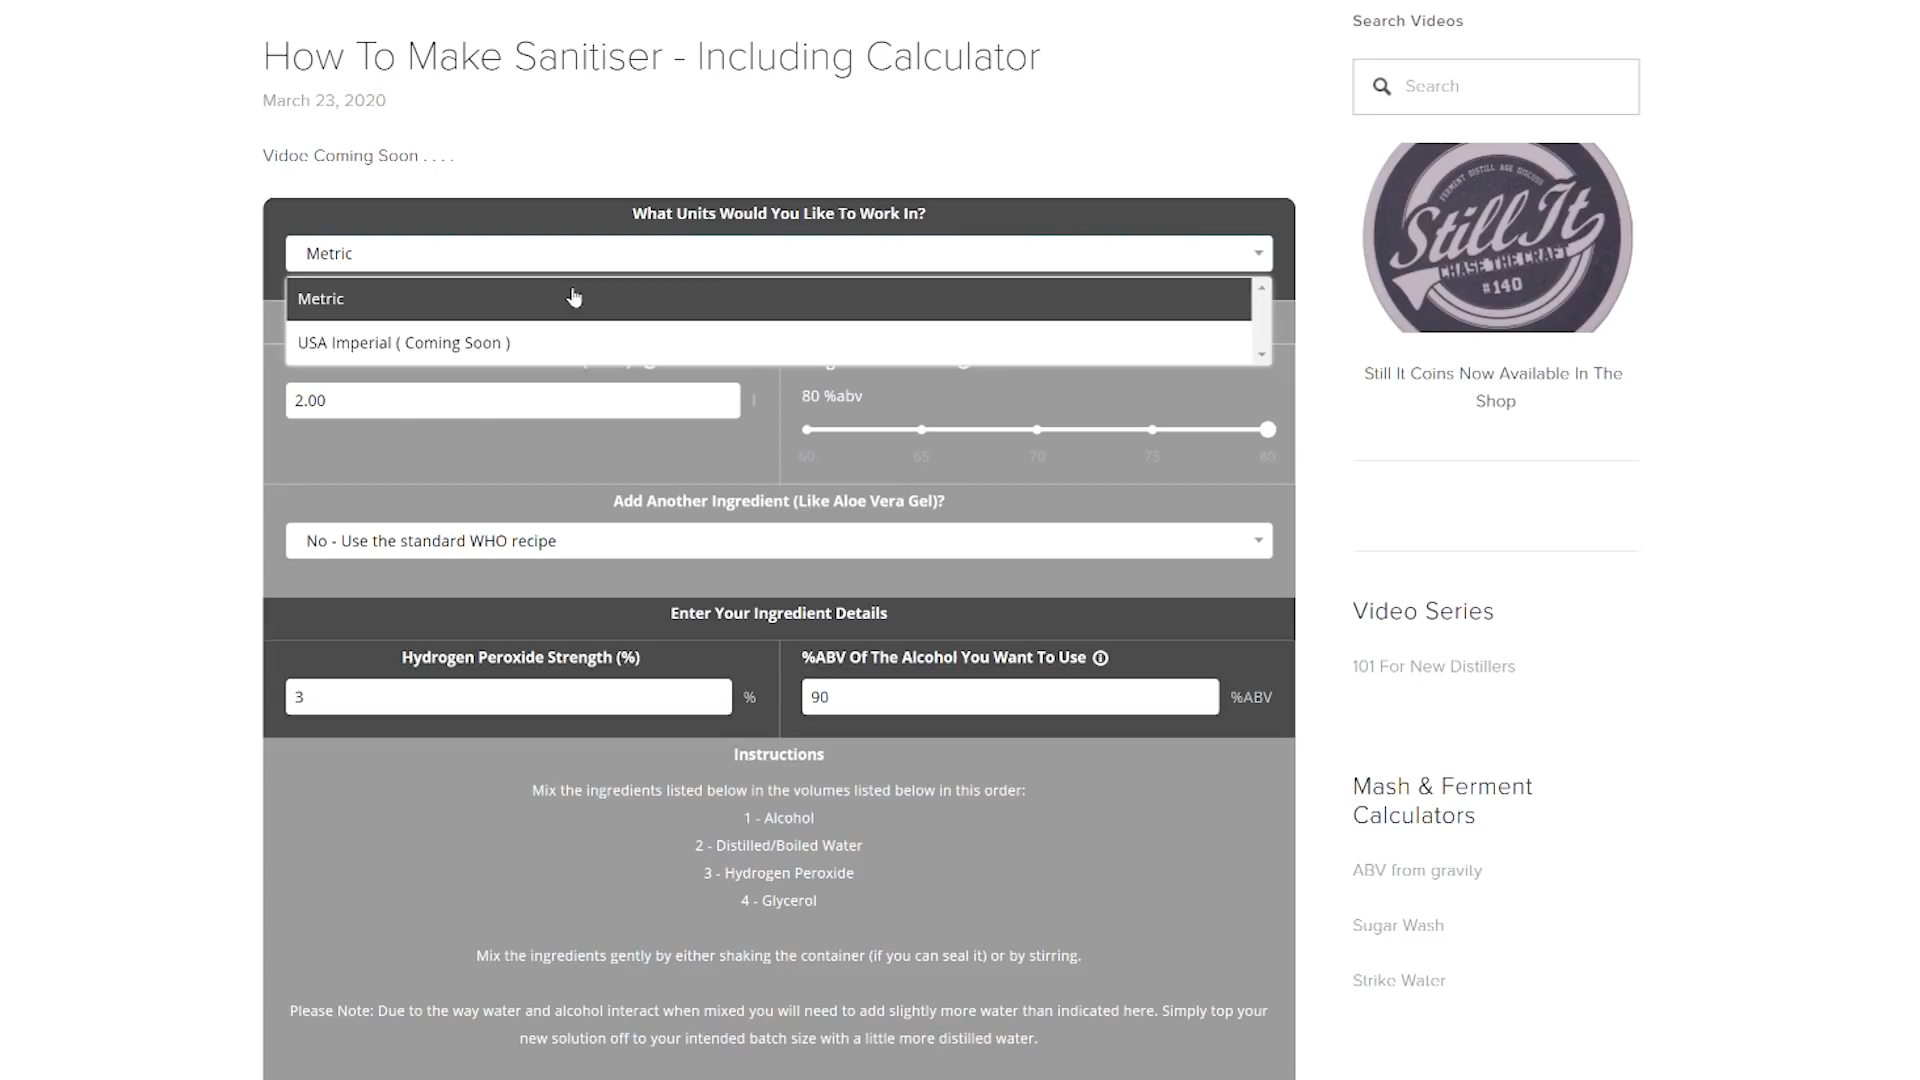 Search Videos
How To Make Sanitiser - Including Calculator
March 23, 2020
Search
Vidoe Coming Soon . . . .
What Units Would You Like To Work In?
Metric
Metric
USA Imperial ( Coming Soon )
2.00
l
80 %abv
60 65 70 75 80
Add Another Ingredient (Like Aloe Vera Gel)?
No - Use the standard WHO recipe
Enter Your Ingredient Details
Hydrogen Peroxide Strength (%)
3
%
%ABV Of The Alcohol You Want To Use
90
%ABV
Instructions
Mix the ingredients listed below in the volumes listed below in this order:
1 - Alcohol
2 - Distilled/Boiled Water
3 - Hydrogen Peroxide
4 - Glycerol
Mix the ingredients gently by either shaking the container (if you can seal it) or by stirring.
Please Note: Due to the way water and alcohol interact when mixed you will need to add slightly more water than indicated here. Simply top your
new solution off to your intended batch size with a little more distilled water.
FERMENT DISTILL AGE DISCUSS
Still It
CHASE THE CRAFT
#140
Still It Coins Now Available In The
Shop
Video Series
101 For New Distillers
Mash & Ferment
Calculators
ABV from gravity
Sugar Wash
Strike Water